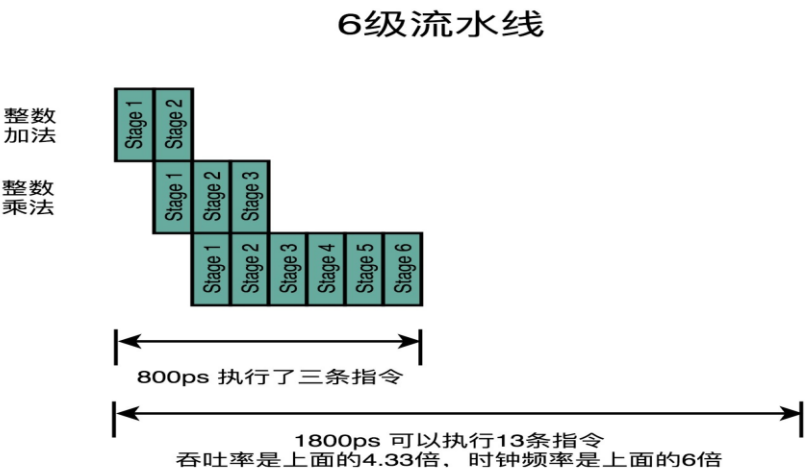 6级流水线
整数
加法
Stage 1
Stage 2
整数
乘法
Stage 1
Stage 2
Stage 3
Stage 1
Stage 2
Stage 3
Stage 4
Stage 5
Stage 6
800ps 执行了三条指令
1800ps 可以执行13条指令
吞吐率是上面的4.33倍，时钟频率是上面的6倍